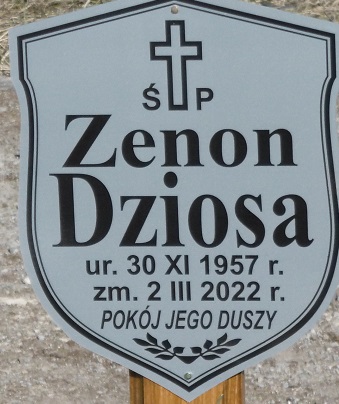 Ś P
Zenon
Dziosa
ur. 30 XI 1957 r.
zm. 2 III 2022 r.
POKÓJ JEGO DUSZY